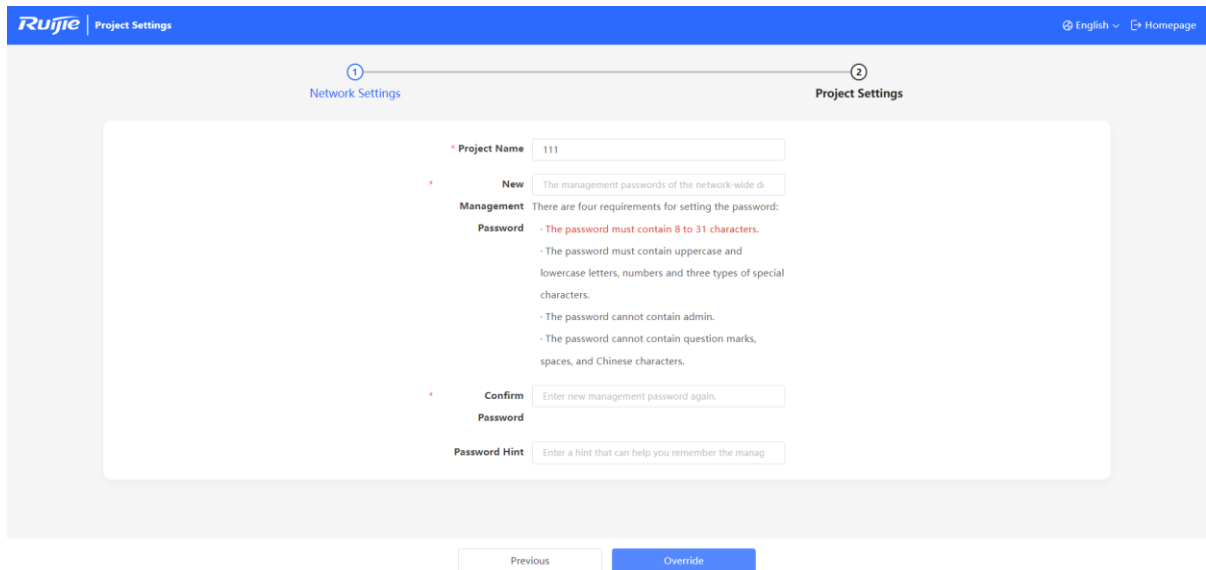 Ruijie Project Settings English Homepage
1 2
Network Settings Project Settings
* Project Name 111
* New The management passwords of the network-wide d
Management There are four requirements for setting the password:
Password · The password must contain 8 to 31 characters.
· The password must contain uppercase and
lowercase letters, numbers and three types of special
characters.
· The password cannot contain admin.
· The password cannot contain question marks,
spaces, and Chinese characters.
* Confirm Enter new management password again.
Password
Password Hint Enter a hint that can help you remember the manag
Previous Override